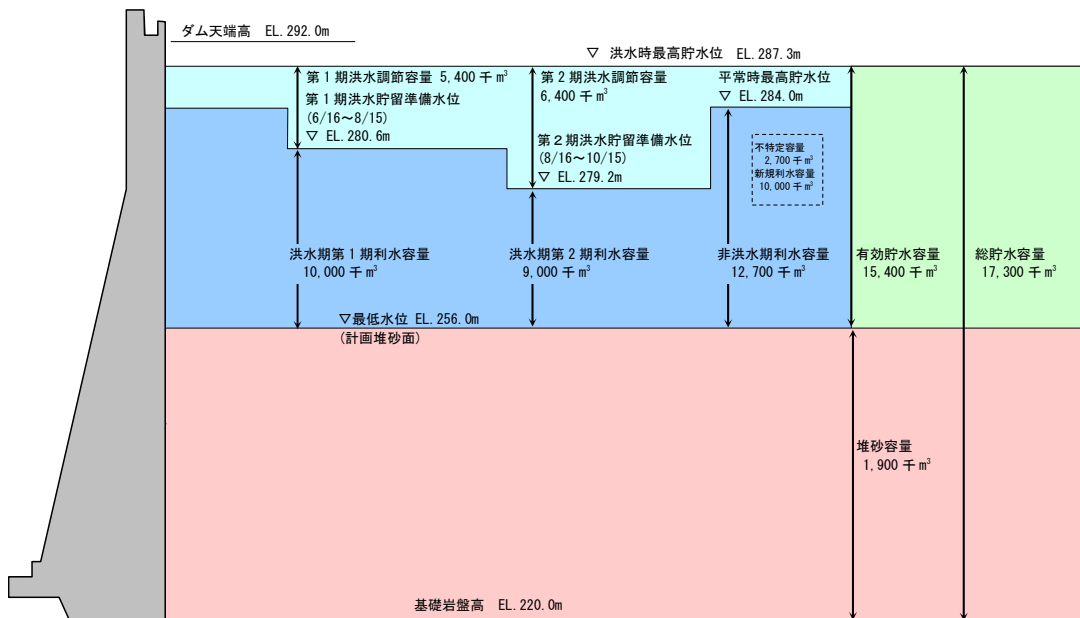 ダム天端高 EL.292.0m
▽ 洪水時最高貯水位 EL.287.3m
第1期洪水調節容量 5,400千㎥
第1期洪水貯留準備水位
(6/16～8/15)
▽ EL.280.6m
第2期洪水調節容量
6,400千㎥
第2期洪水貯留準備水位
(8/16～10/15)
▽ EL.279.2m
平常時最高貯水位
▽ EL.284.0m
不特定容量
2,700千㎥
新規利水容量
10,000千㎥
洪水期第1期利水容量
10,000千㎥
洪水期第2期利水容量
9,000千㎥
非洪水期利水容量
12,700千㎥
有効貯水容量
15,400千㎥
総貯水容量
17,300千㎥
▽最低水位 EL.256.0m
(計画堆砂面)
堆砂容量
1,900千㎥
基礎岩盤高 EL.220.0m